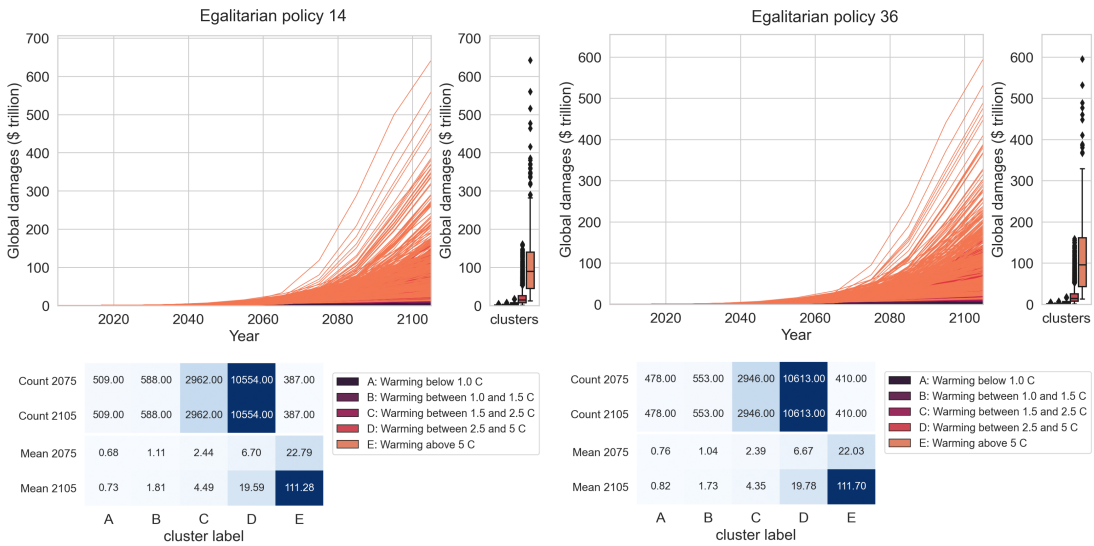 Egalitarian policy 14
700
600
500
400
300
200
100
0
Global damages ($ trillion)
2020 2040 2060 2080 2100
Year
700
600
500
400
300
200
100
0
Global damages ($ trillion)
clusters
Count 2075 509.00 588.00 2962.00 10554.00 387.00
Count 2105 509.00 588.00 2962.00 10554.00 387.00
Mean 2075 0.68 1.11 2.44 6.70 22.79
Mean 2105 0.73 1.81 4.49 19.59 111.28
A B C D E
cluster label
A: Warming below 1.0 C
B: Warming between 1.0 and 1.5 C
C: Warming between 1.5 and 2.5 C
D: Warming between 2.5 and 5 C
E: Warming above 5 C
Egalitarian policy 36
600
500
400
300
200
100
0
Global damages ($ trillion)
2020 2040 2060 2080 2100
Year
600
500
400
300
200
100
0
Global damages ($ trillion)
clusters
Count 2075 478.00 553.00 2946.00 10613.00 410.00
Count 2105 478.00 553.00 2946.00 10613.00 410.00
Mean 2075 0.76 1.04 2.39 6.67 22.03
Mean 2105 0.82 1.73 4.35 19.78 111.70
A B C D E
cluster label
A: Warming below 1.0 C
B: Warming between 1.0 and 1.5 C
C: Warming between 1.5 and 2.5 C
D: Warming between 2.5 and 5 C
E: Warming above 5 C